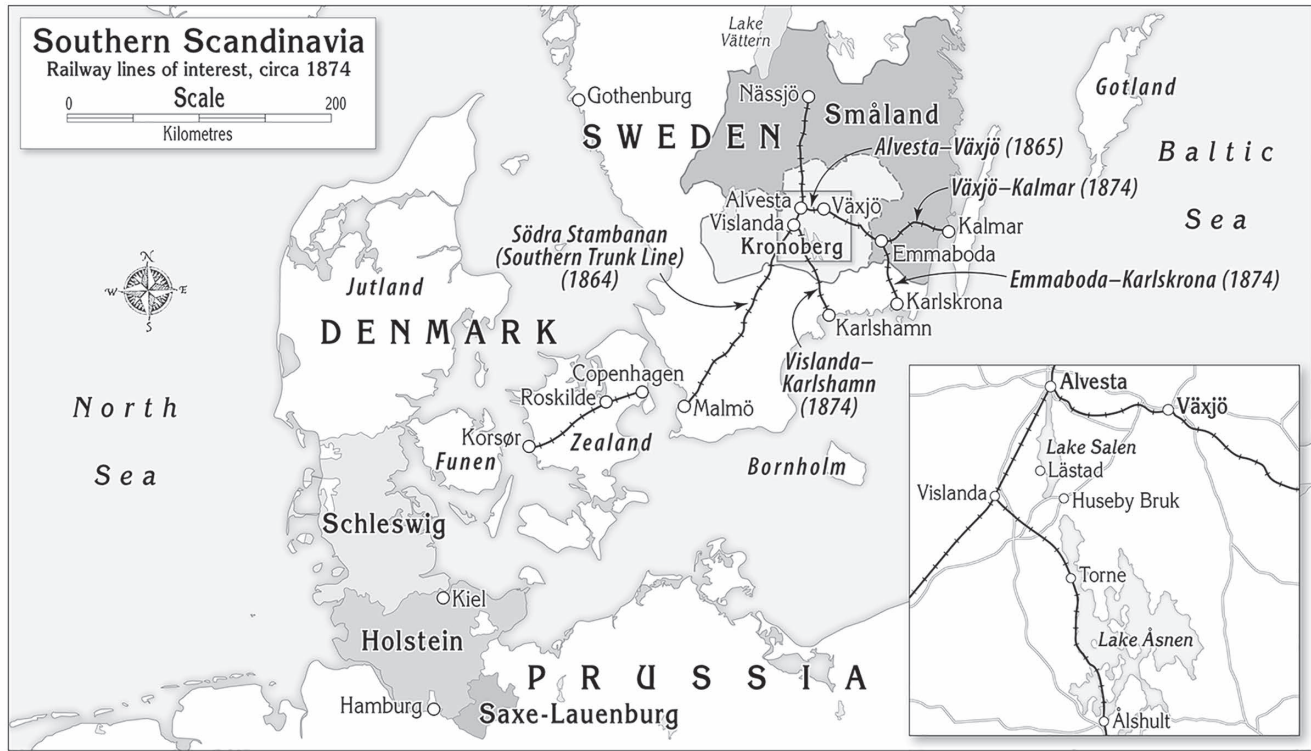 Southern Scandinavia
Railway lines of interest, circa 1874
0 Scale 200
Kilometres
Lake
Vättern
Gothenburg
Nässjö
Småland
Gotland
SWEDEN
Alvesta–Växjö (1865)
Baltic
Sea
Växjö–Kalmar (1874)
Alvesta
Växjö
Vislanda
Kronoberg
Kalmar
Emmaboda
Södra Stambanan
(Southern Trunk Line)
(1864)
Emmaboda–Karlskrona (1874)
Karlskrona
Karlshamn
Vislanda–
Karlshamn
(1874)
N
W E
S
Jutland
DENMARK
Copenhagen
Roskilde
Malmö
Korsør
Zealand
Funen
Bornholm
North
Sea
Schleswig
Kiel
Holstein
PRUSSIA
Hamburg
Saxe-Lauenburg
Alvesta
Växjö
Lake Salen
Lästad
Vislanda
Huseby Bruk
Torne
Lake Åsnen
Ålshult